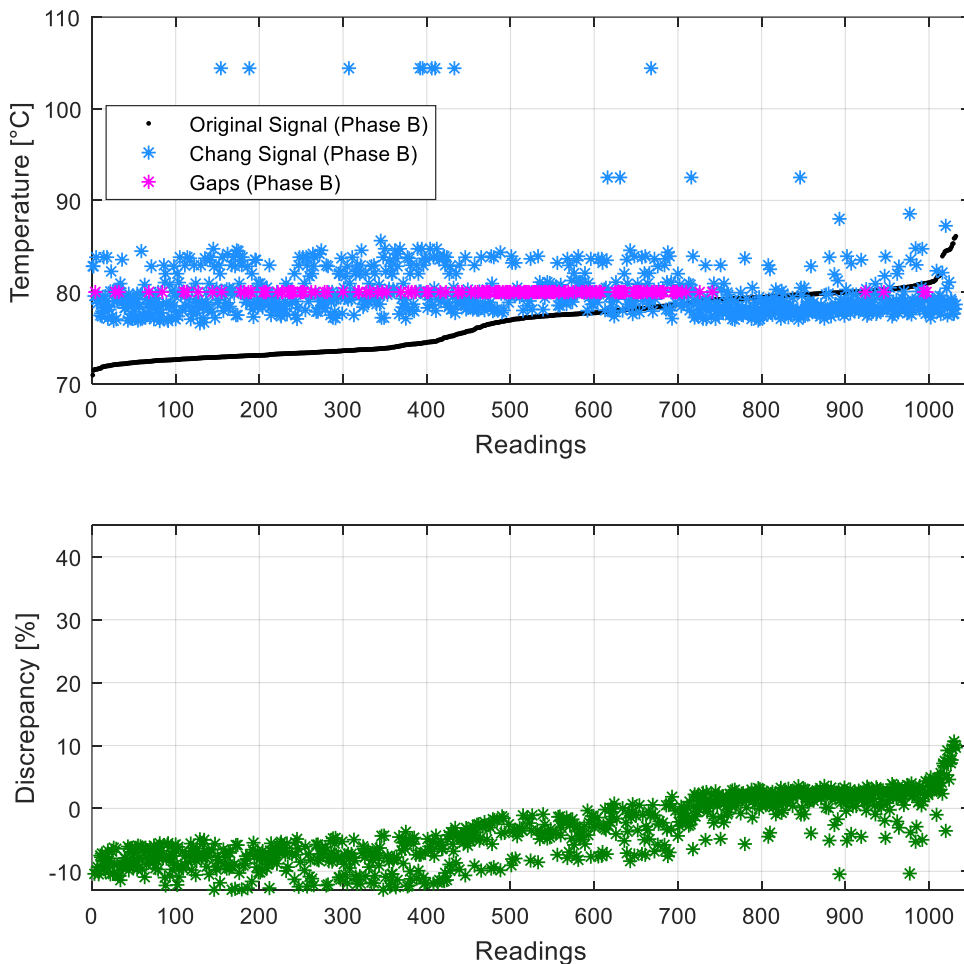 110
100
90
80
70
Temperature [°C]
Original Signal (Phase B)
Chang Signal (Phase B)
Gaps (Phase B)
0 100 200 300 400 500 600 700 800 900 1000
Readings
40
30
20
10
0
-10
Discrepancy [%]
0 100 200 300 400 500 600 700 800 900 1000
Readings